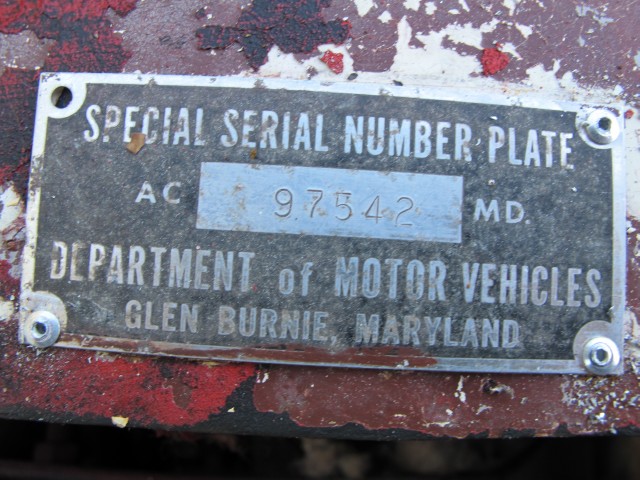 SPECIAL SERIAL NUMBER PLATE
AC 97542 MD.
DEPARTMENT of MOTOR VEHICLES
GLEN BURNIE, MARYLAND